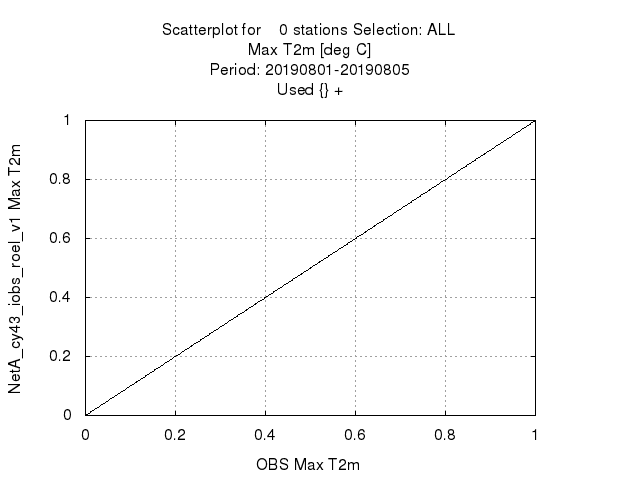 Scatterplot for    0 stations Selection: ALL
Max T2m [deg C]
Period: 20190801-20190805
Used {} +
1
0.8
0.6
0.4
0.2
0
NetA_cy43_iobs_roel_v1 Max T2m
0 0.2 0.4 0.6 0.8 1
OBS Max T2m